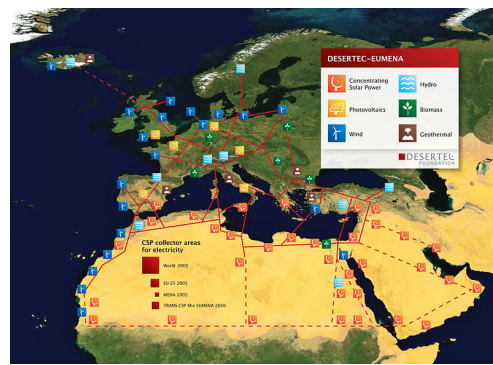 DESERTEC-EUMENA
Concentrating
Solar Power
Hydro
Photovoltaics
Biomass
Wind
Geothermal
DESERTEC
FOUNDATION
CSP collector areas
for electricity
World 2005
EU-25 2005
MENA 2005
TRANS-CSP Mix EUMENA 2050